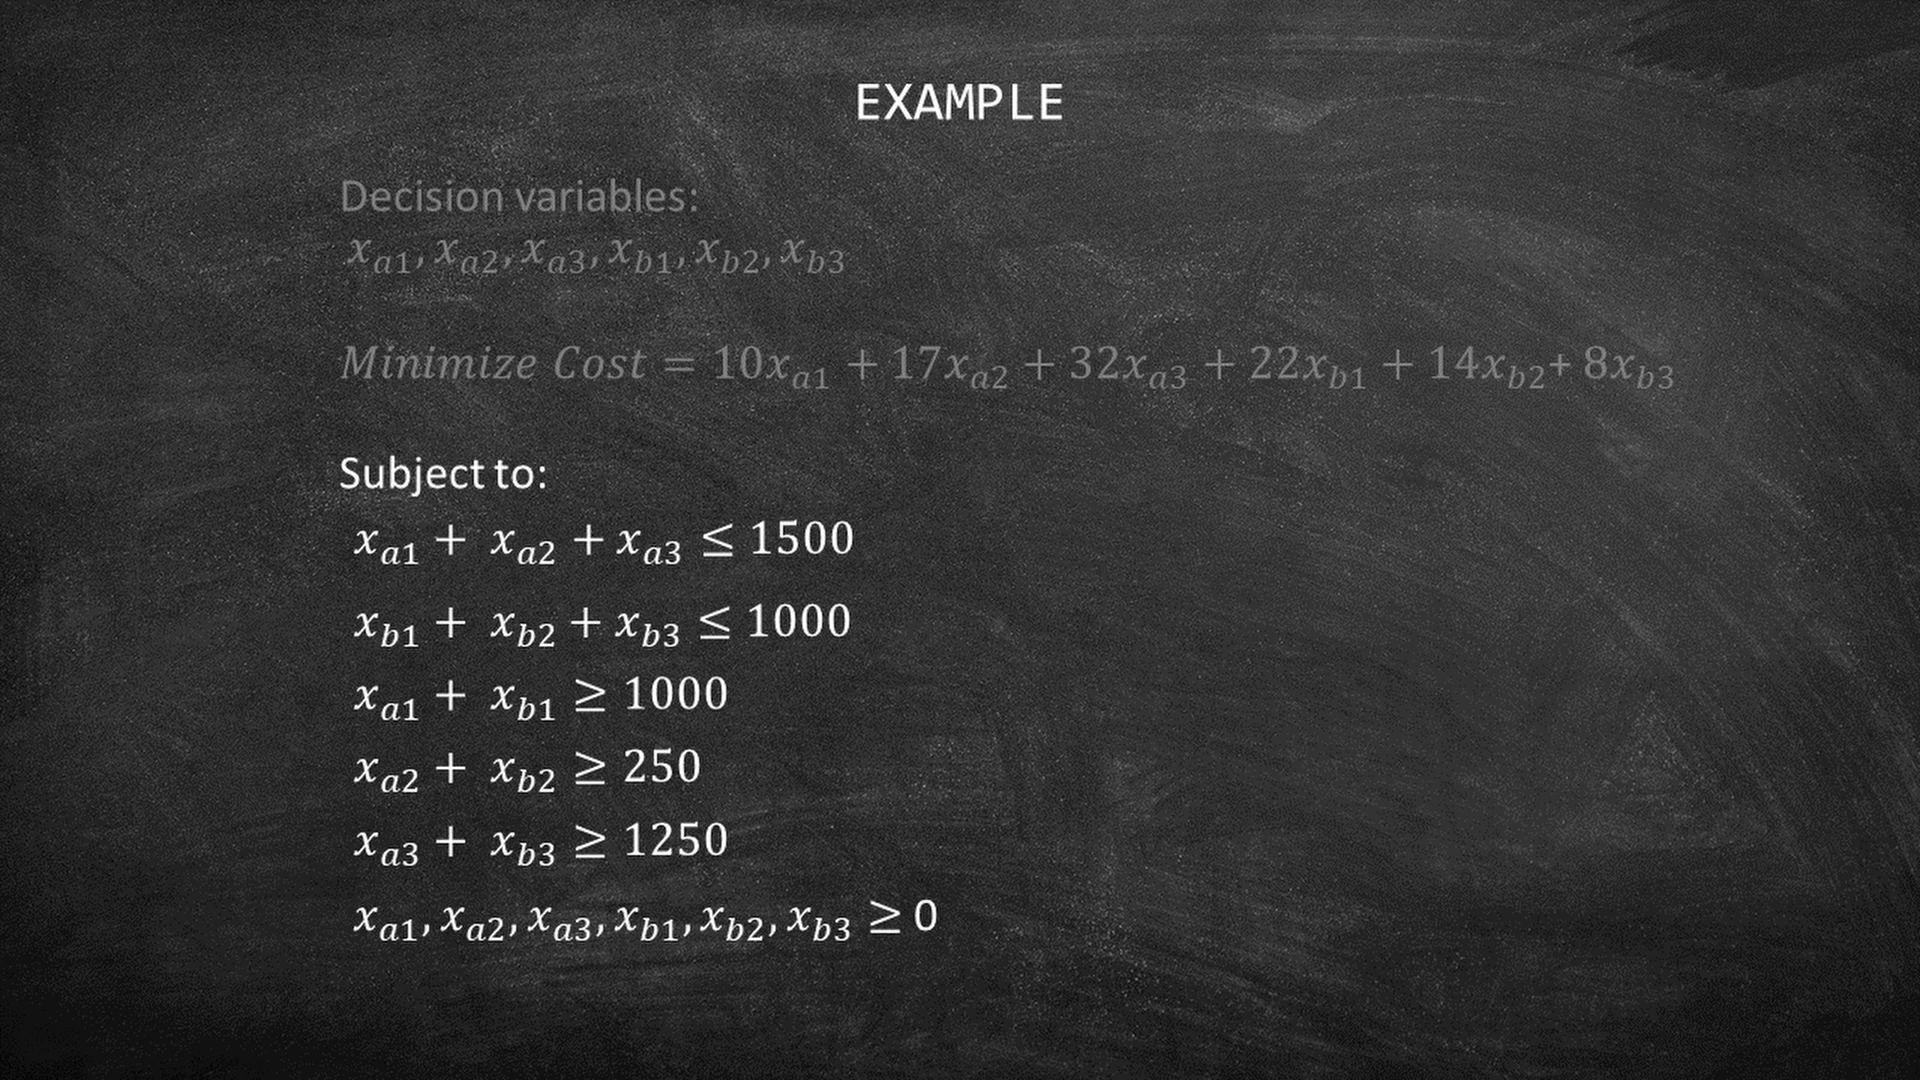 EXAMPLE
Decision variables:
x_{a1}, x_{a2}, x_{a3}, x_{b1}, x_{b2}, x_{b3}
Minimize Cost = 10x_{a1} + 17x_{a2} + 32x_{a3} + 22x_{b1} + 14x_{b2}+ 8x_{b3}
Subject to:
x_{a1} + x_{a2} + x_{a3} ≤ 1500
x_{b1} + x_{b2} + x_{b3} ≤ 1000
x_{a1} + x_{b1} ≥ 1000
x_{a2} + x_{b2} ≥ 250
x_{a3} + x_{b3} ≥ 1250
x_{a1}, x_{a2}, x_{a3}, x_{b1}, x_{b2}, x_{b3} ≥ 0